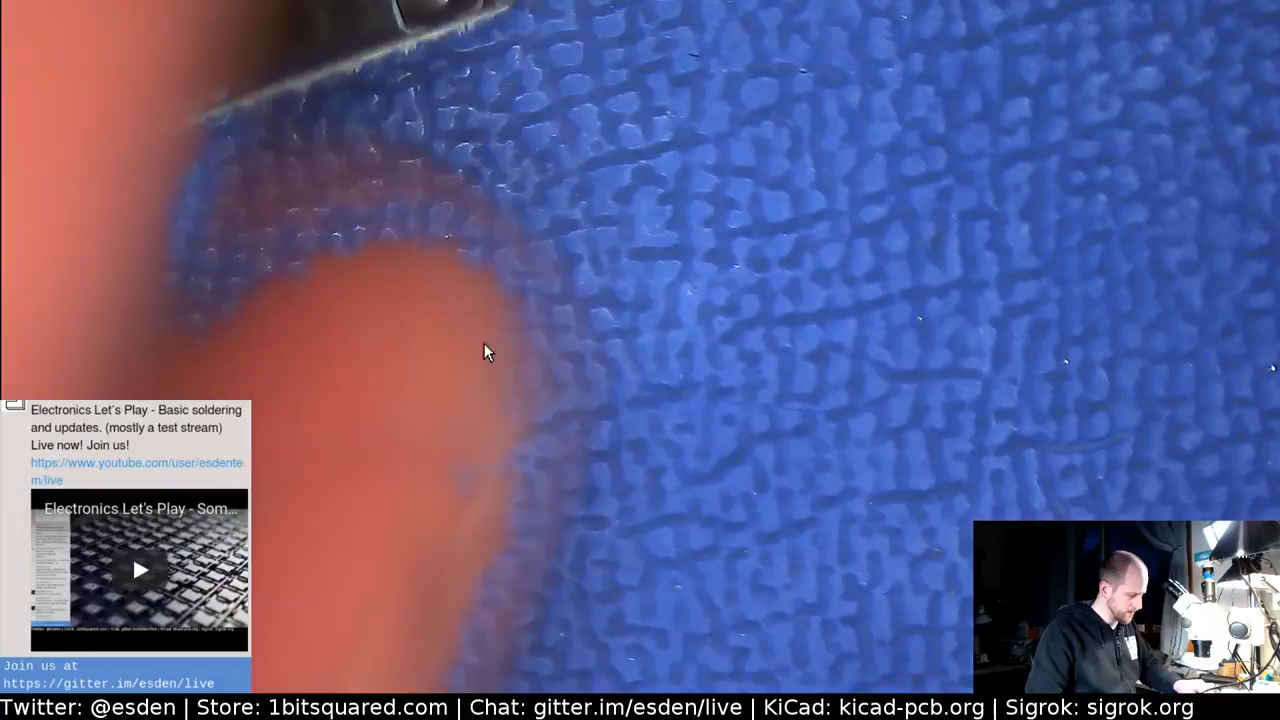 Electronics Let's Play - Basic soldering
and updates. (mostly a test stream)
Live now! Join us!
https://www.youtube.com/user/esdente
m/live
Electronics Let's Play - Som...
Join us at
https://gitter.im/esden/live
Twitter: @esden | Store: 1bitsquared.com | Chat: gitter.im/esden/live | KiCad: kicad-pcb.org | Sigrok: sigrok.org